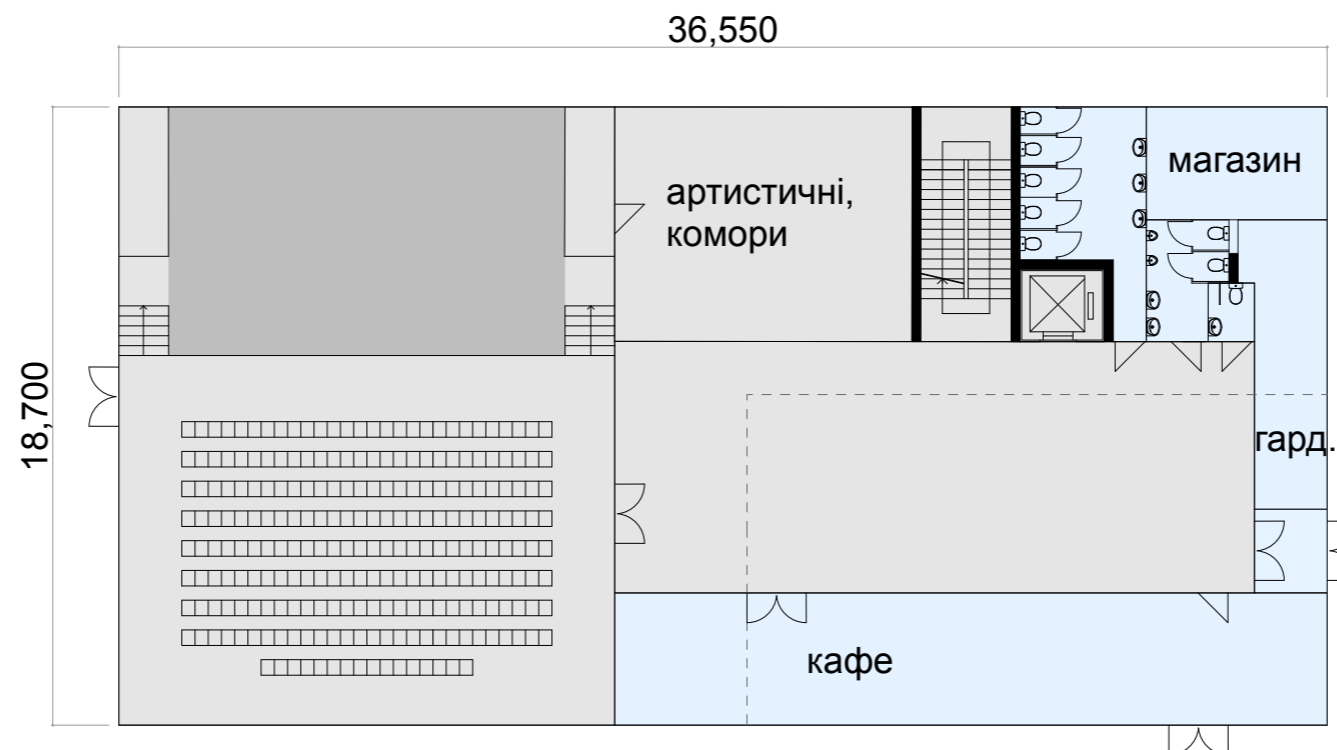 36,550
магазин
артистичні,
комори
18,700
гард.
кафе